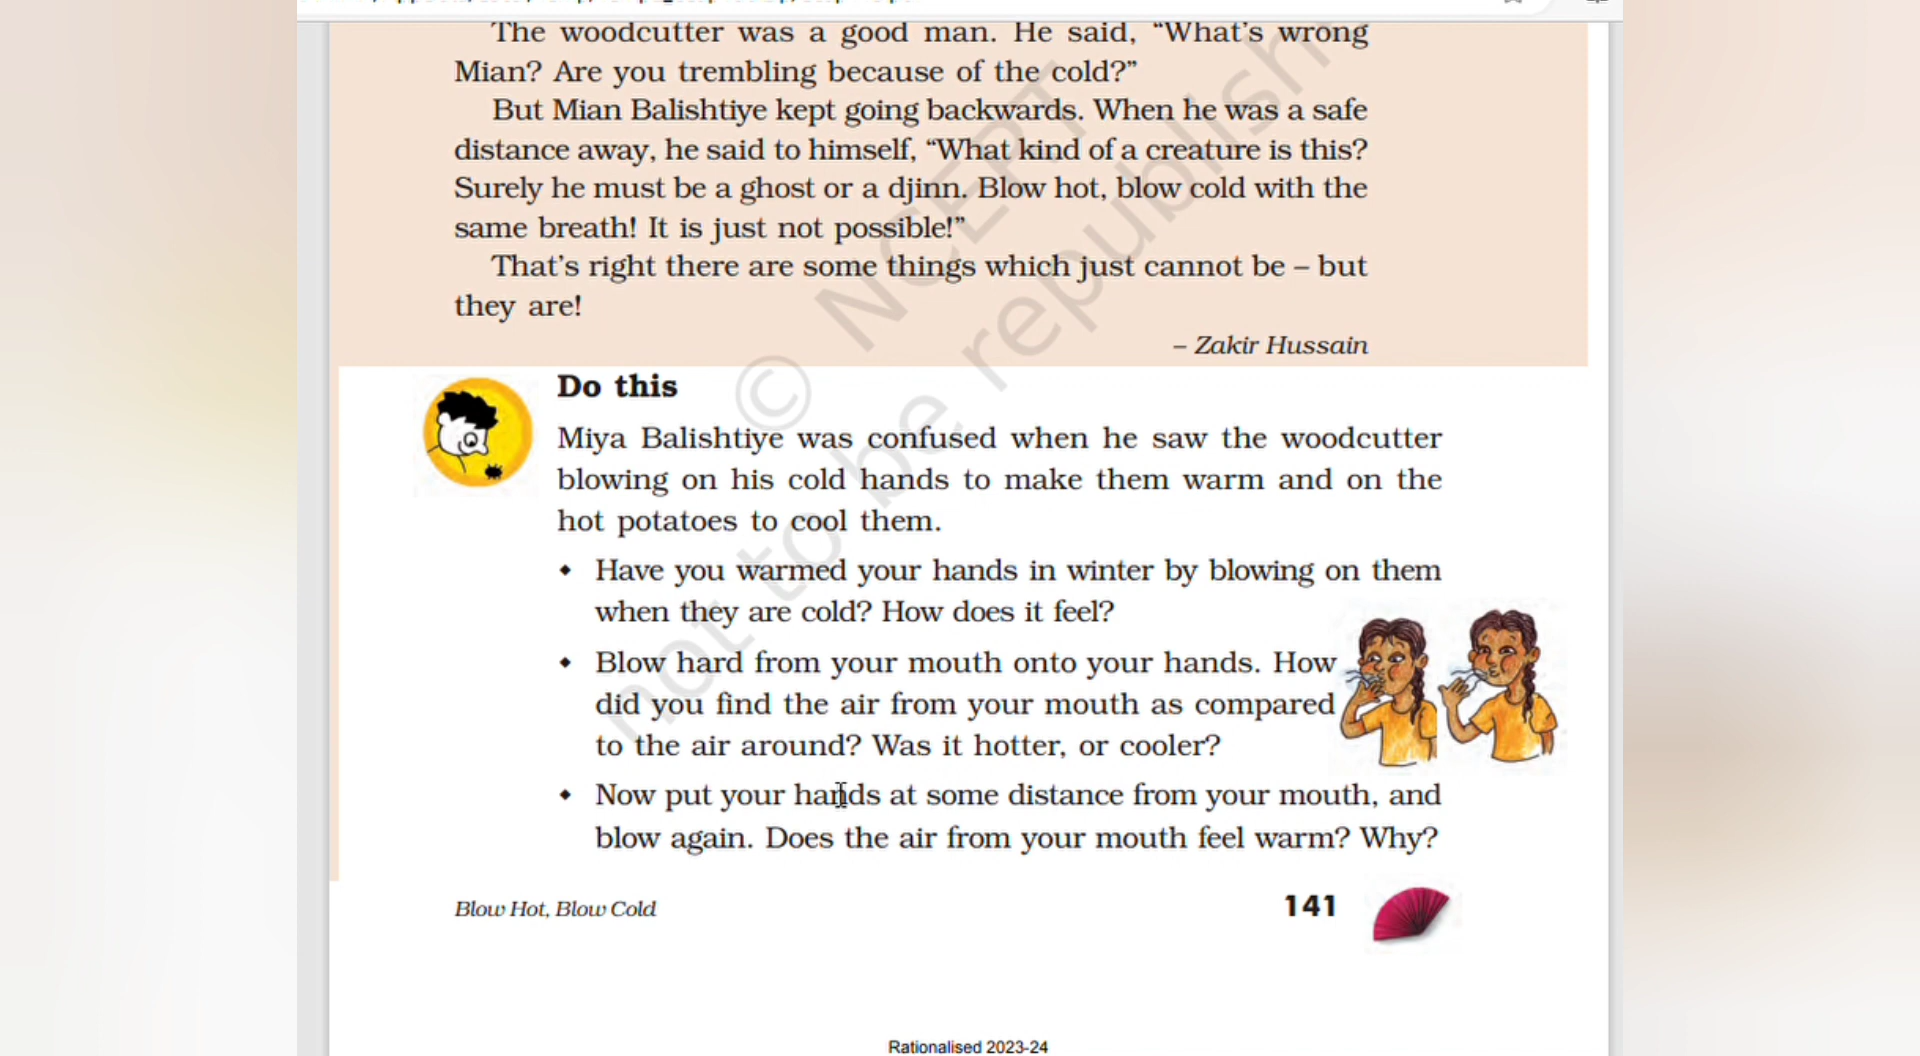 The woodcutter was a good man. He said, “What’s wrong
Mian? Are you trembling because of the cold?”
But Mian Balishtiye kept going backwards. When he was a safe
distance away, he said to himself, “What kind of a creature is this?
Surely he must be a ghost or a djinn. Blow hot, blow cold with the
same breath! It is just not possible!”
That’s right there are some things which just cannot be – but
they are!
– Zakir Hussain
Do this
Miya Balishtiye was confused when he saw the woodcutter
blowing on his cold hands to make them warm and on the
hot potatoes to cool them.
• Have you warmed your hands in winter by blowing on them
when they are cold? How does it feel?
• Blow hard from your mouth onto your hands. How
did you find the air from your mouth as compared
to the air around? Was it hotter, or cooler?
• Now put your hands at some distance from your mouth, and
blow again. Does the air from your mouth feel warm? Why?
Blow Hot, Blow Cold
141
© NCERT
not to be republish
Rationalised 2023-24